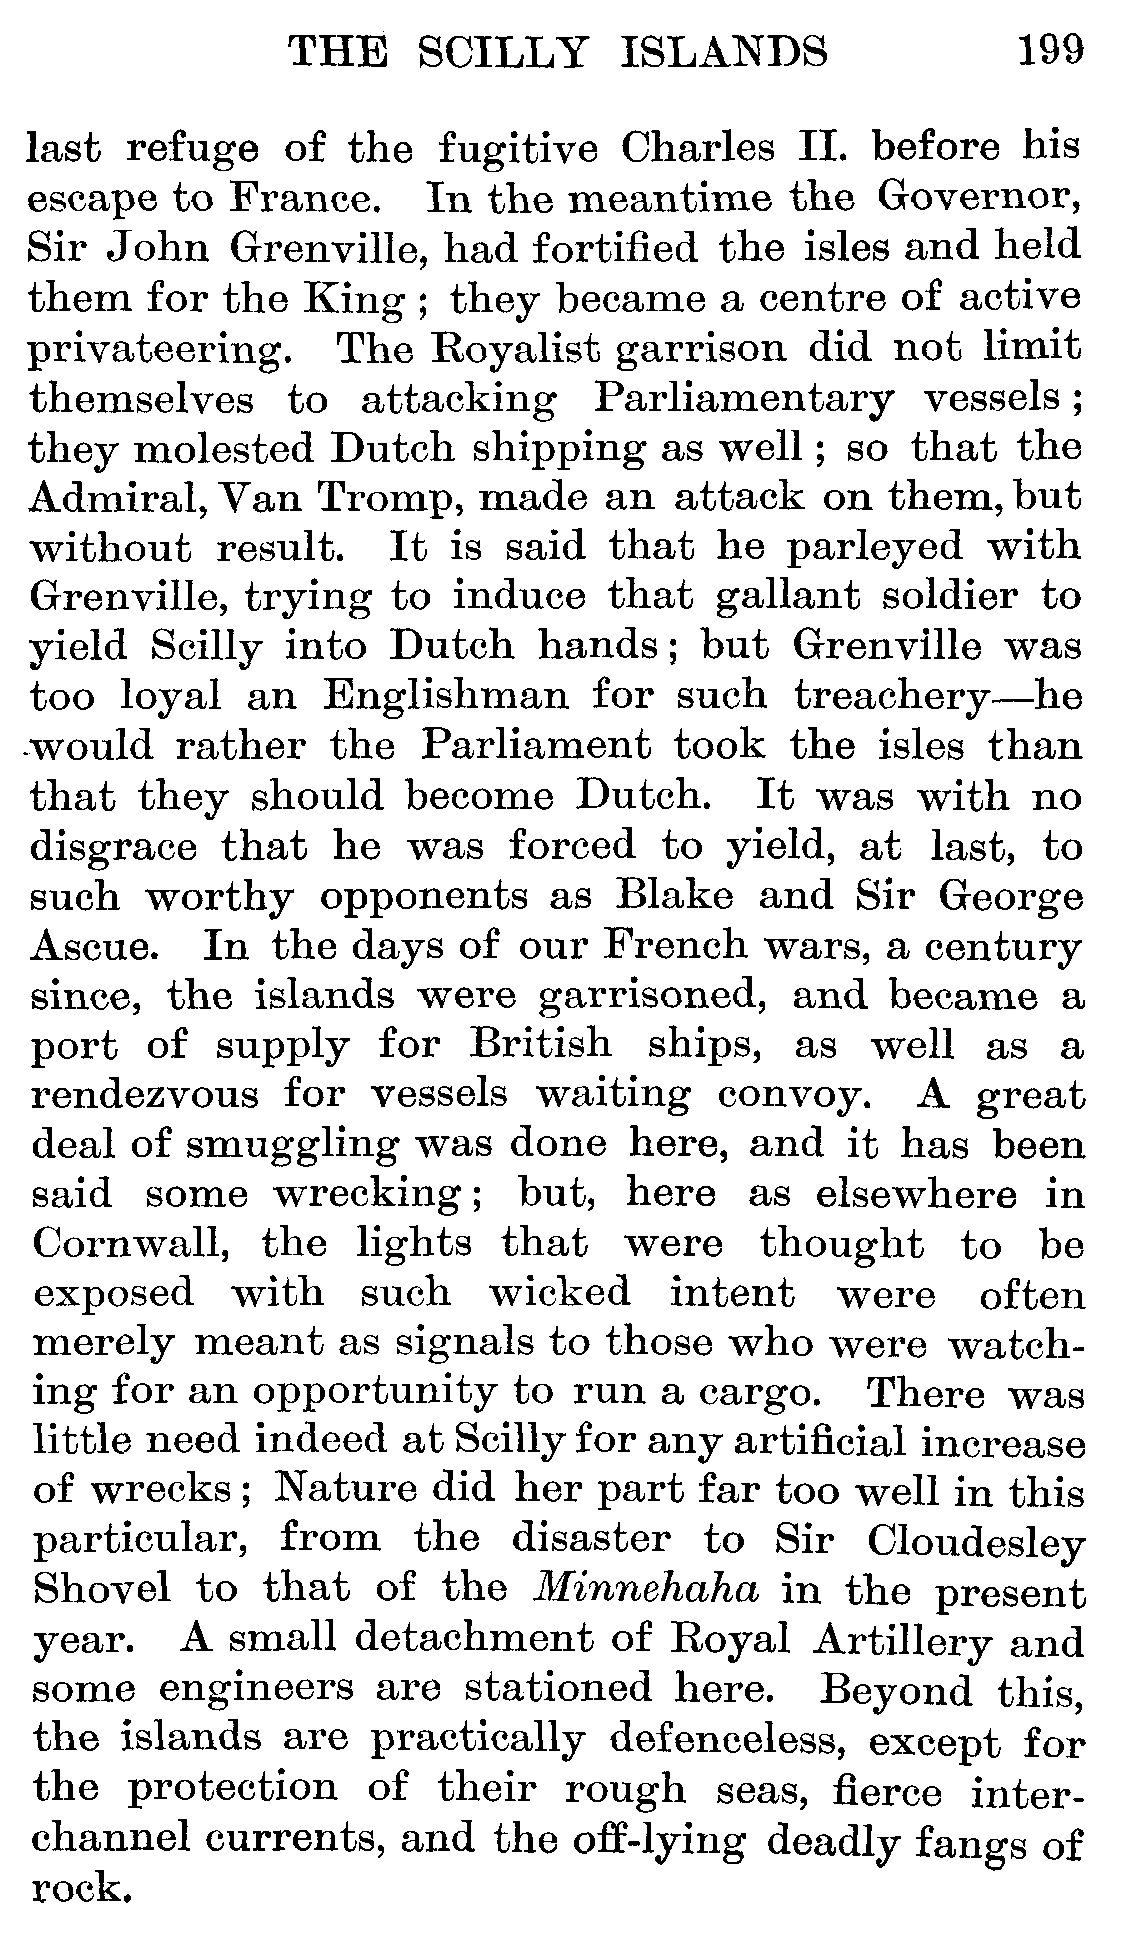 THE SCILLY ISLANDS 199
last refuge of the fugitive Charles II. before his
escape to France. In the meantime the Governor,
Sir John Grenville, had fortified the isles and held
them for the King ; they became a centre of active
privateering. The Royalist garrison did not limit
themselves to attacking Parliamentary vessels ;
they molested Dutch shipping as well ; so that the
Admiral, Van Tromp, made an attack on them, but
without result. It is said that he parleyed with
Grenville, trying to induce that gallant soldier to
yield Scilly into Dutch hands ; but Grenville was
too loyal an Englishman for such treachery—he
would rather the Parliament took the isles than
that they should become Dutch. It was with no
disgrace that he was forced to yield, at last, to
such worthy opponents as Blake and Sir George
Ascue. In the days of our French wars, a century
since, the islands were garrisoned, and became a
port of supply for British ships, as well as a
rendezvous for vessels waiting convoy. A great
deal of smuggling was done here, and it has been
said some wrecking ; but, here as elsewhere in
Cornwall, the lights that were thought to be
exposed with such wicked intent were often
merely meant as signals to those who were watch-
ing for an opportunity to run a cargo. There was
little need indeed at Scilly for any artificial increase
of wrecks ; Nature did her part far too well in this
particular, from the disaster to Sir Cloudesley
Shovel to that of the Minnehaha in the present
year. A small detachment of Royal Artillery and
some engineers are stationed here. Beyond this,
the islands are practically defenceless, except for
the protection of their rough seas, fierce inter-
channel currents, and the off-lying deadly fangs of
rock.